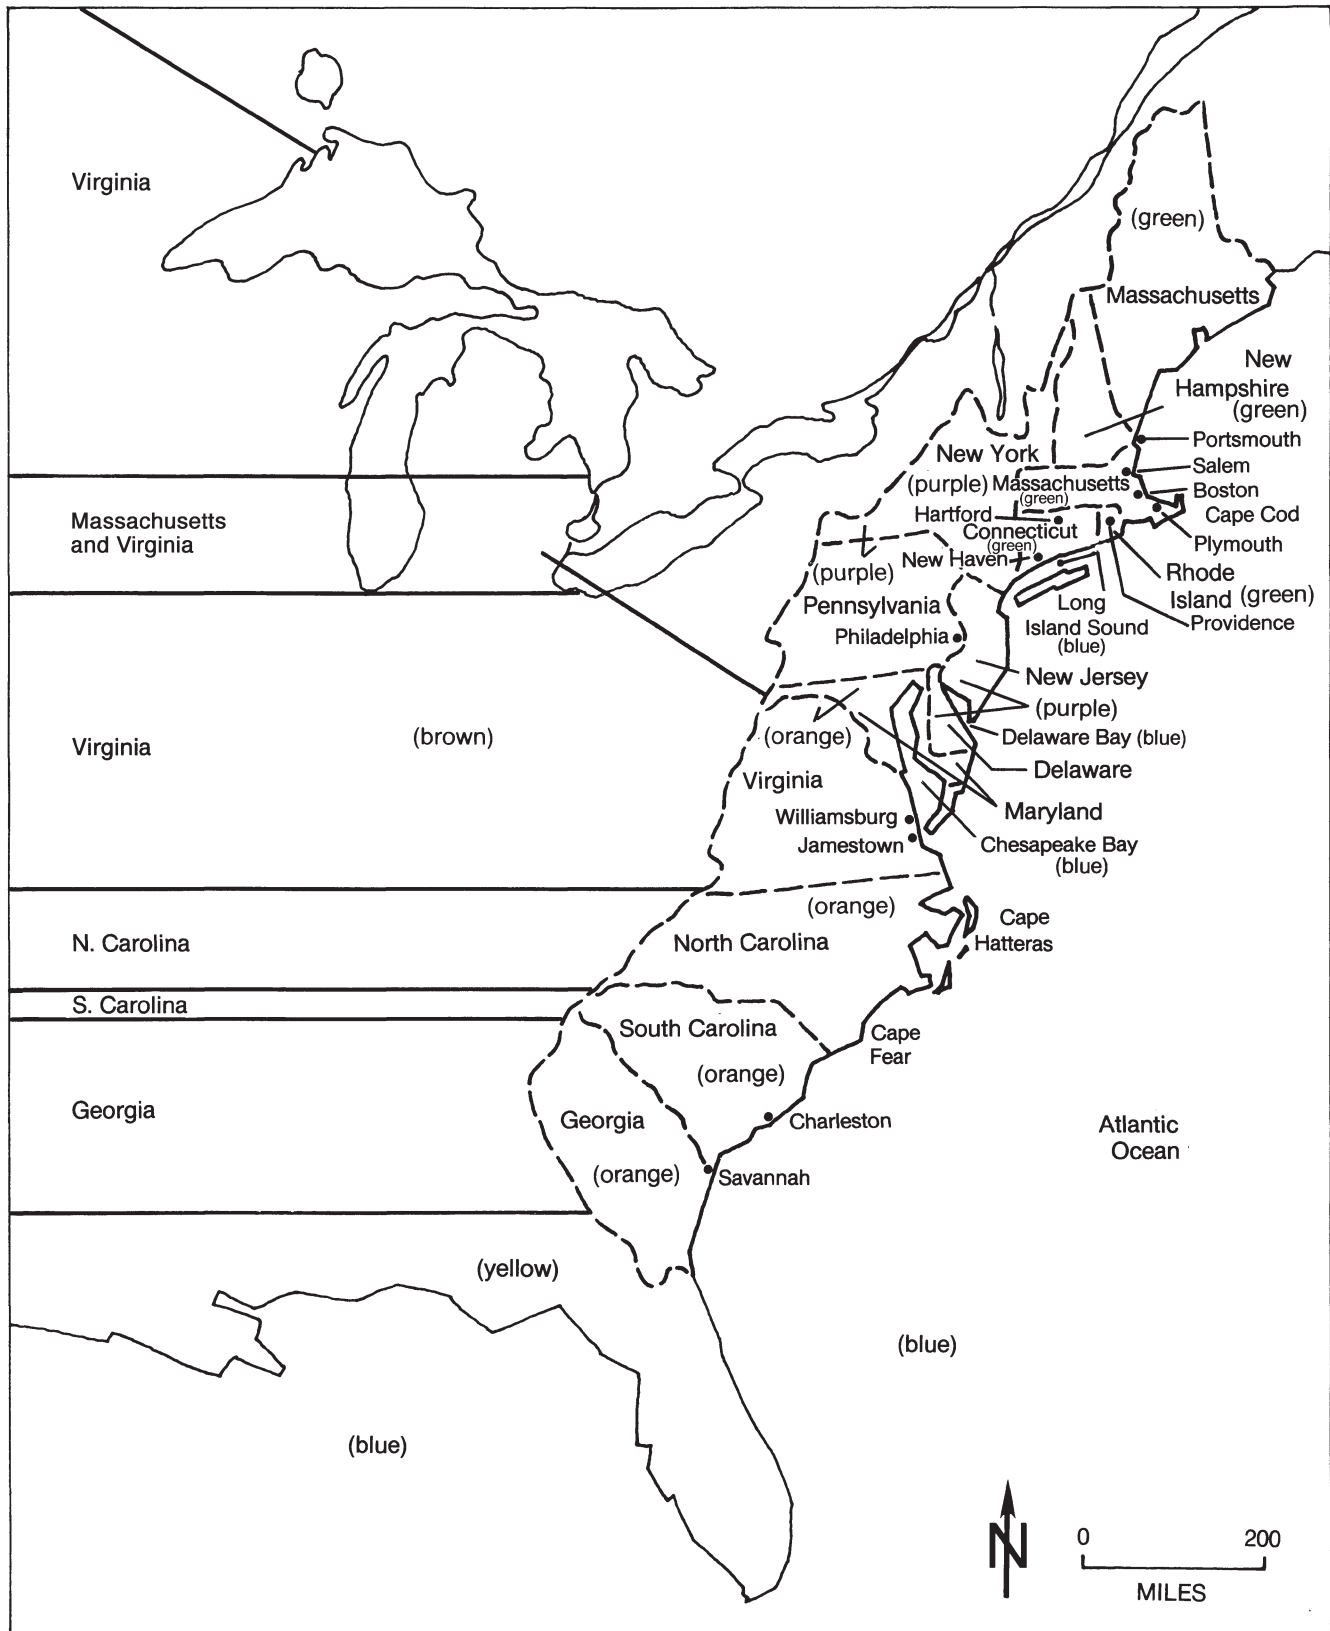 Virginia
(green)
Massachusetts
New
Hampshire
(green)
Portsmouth
New York
Salem
(purple)
Massachusetts
(green)
Boston
Hartford
Cape Cod
Massachusetts
and Virginia
Connecticut
(green)
Plymouth
New Haven
(purple)
Rhode
Island (green)
Pennsylvania
Long
Island Sound
(blue)
Providence
Philadelphia
New Jersey
(purple)
Virginia
(brown)
(orange)
Delaware Bay (blue)
Delaware
Virginia
Maryland
Williamsburg
Jamestown
Chesapeake Bay
(blue)
(orange)
Cape
Hatteras
N. Carolina
North Carolina
S. Carolina
South Carolina
Cape
Fear
(orange)
Georgia
Georgia
Charleston
Atlantic
Ocean
(orange)
Savannah
(yellow)
(blue)
(blue)
N
0 200
MILES